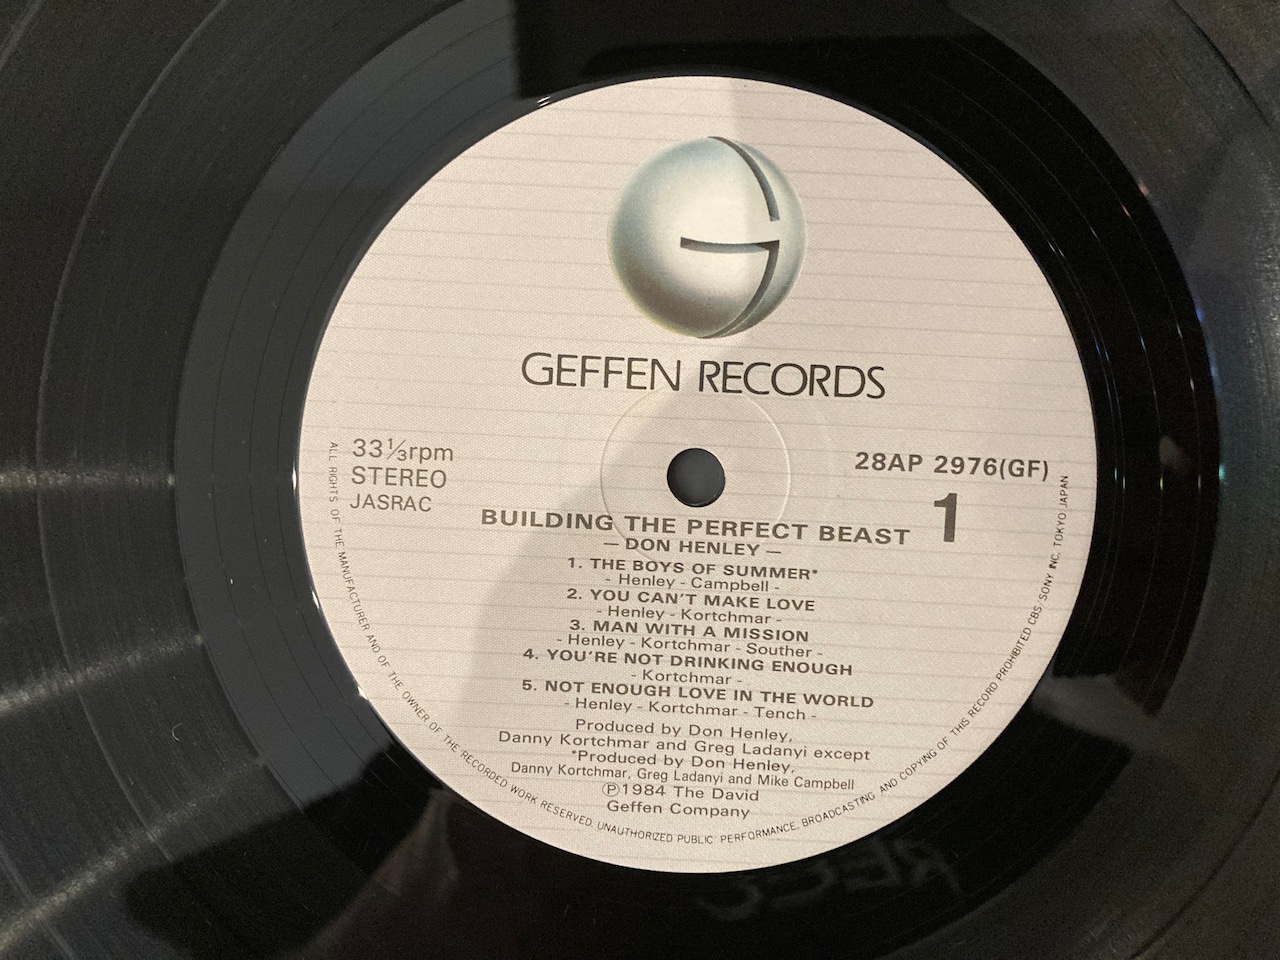 GEFFEN RECORDS
33⅓rpm
STEREO
JASRAC
28AP 2976(GF)
1
BUILDING THE PERFECT BEAST
— DON HENLEY —
1. THE BOYS OF SUMMER*
- Henley - Campbell -
2. YOU CAN'T MAKE LOVE
- Henley - Kortchmar -
3. MAN WITH A MISSION
- Henley - Kortchmar - Souther -
4. YOU'RE NOT DRINKING ENOUGH
- Kortchmar -
5. NOT ENOUGH LOVE IN THE WORLD
- Henley - Kortchmar - Tench -
Produced by Don Henley,
Danny Kortchmar and Greg Ladanyi except
*Produced by Don Henley,
Danny Kortchmar, Greg Ladanyi and Mike Campbell
Ⓟ1984 The David
Geffen Company
ALL RIGHTS OF THE MANUFACTURER AND OF THE OWNER OF THE RECORDED WORK RESERVED. UNAUTHORIZED PUBLIC PERFORMANCE, BROADCASTING AND COPYING OF THIS RECORD PROHIBITED CBS/SONY INC. TOKYO JAPAN